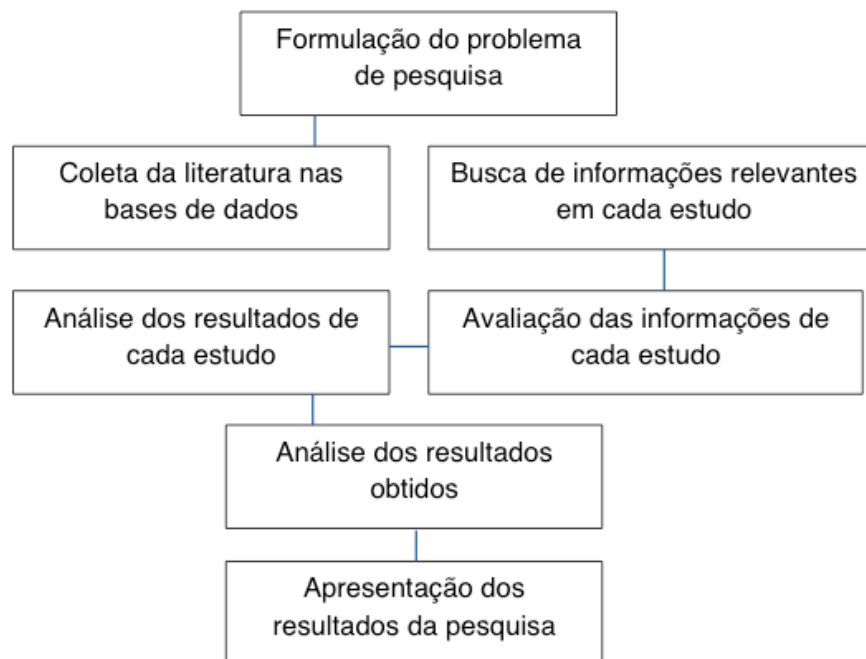 Formulação do problema
de pesquisa
Coleta da literatura nas
bases de dados
Busca de informações relevantes
em cada estudo
Análise dos resultados de
cada estudo
Avaliação das informações de
cada estudo
Análise dos resultados
obtidos
Apresentação dos
resultados da pesquisa